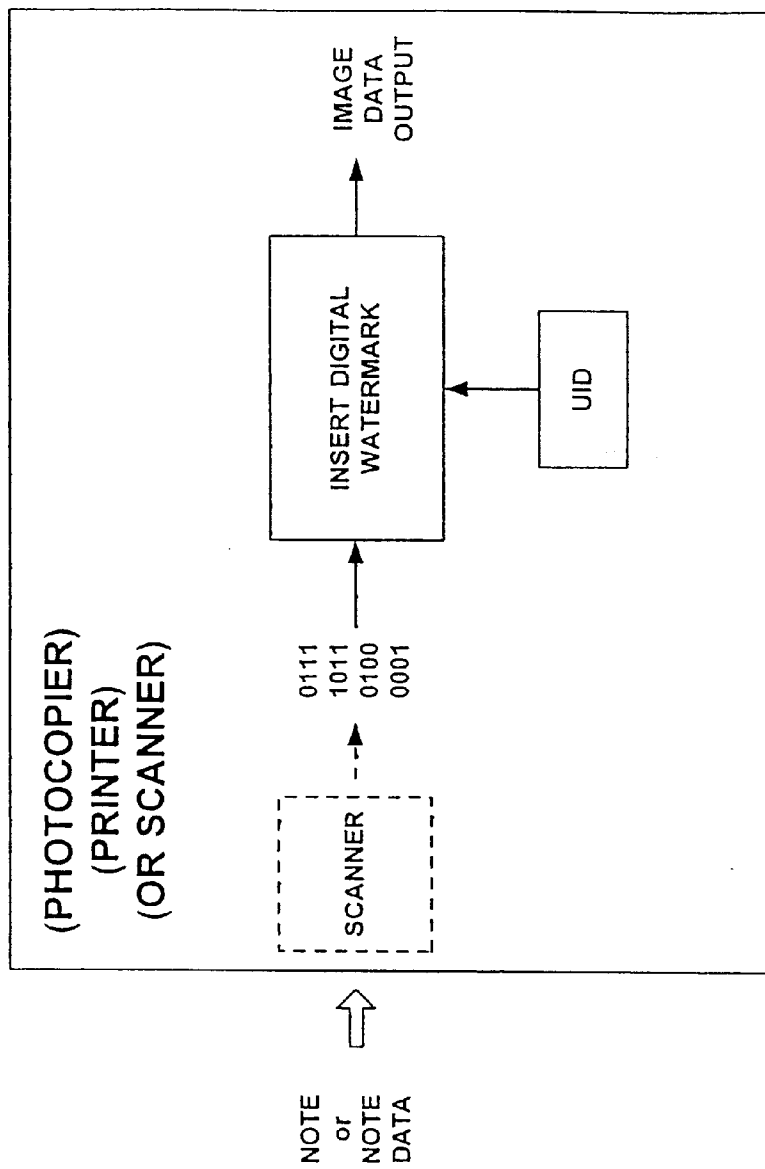 (PHOTOCOPIER)
(PRINTER)
(OR SCANNER)
NOTE
or
NOTE
DATA
SCANNER
0111
1011
0100
0001
INSERT DIGITAL
WATERMARK
UID
IMAGE
DATA
OUTPUT